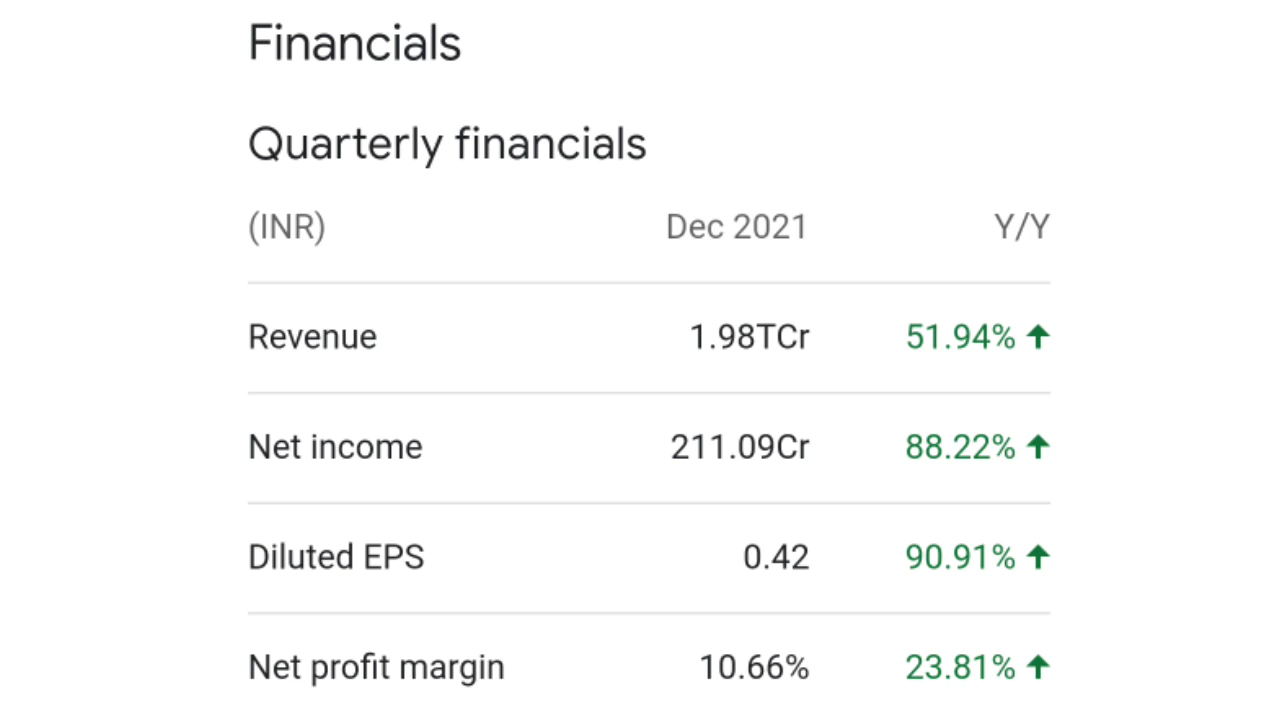 Financials
Quarterly financials
(INR) Dec 2021 Y/Y
Revenue 1.98TCr 51.94%
Net income 211.09Cr 88.22%
Diluted EPS 0.42 90.91%
Net profit margin 10.66% 23.81%